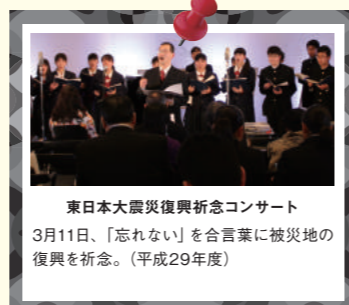 東日本大震災復興祈念コンサート
3月11日、「忘れない」を合言葉に被災地の
復興を祈念。（平成29年度）